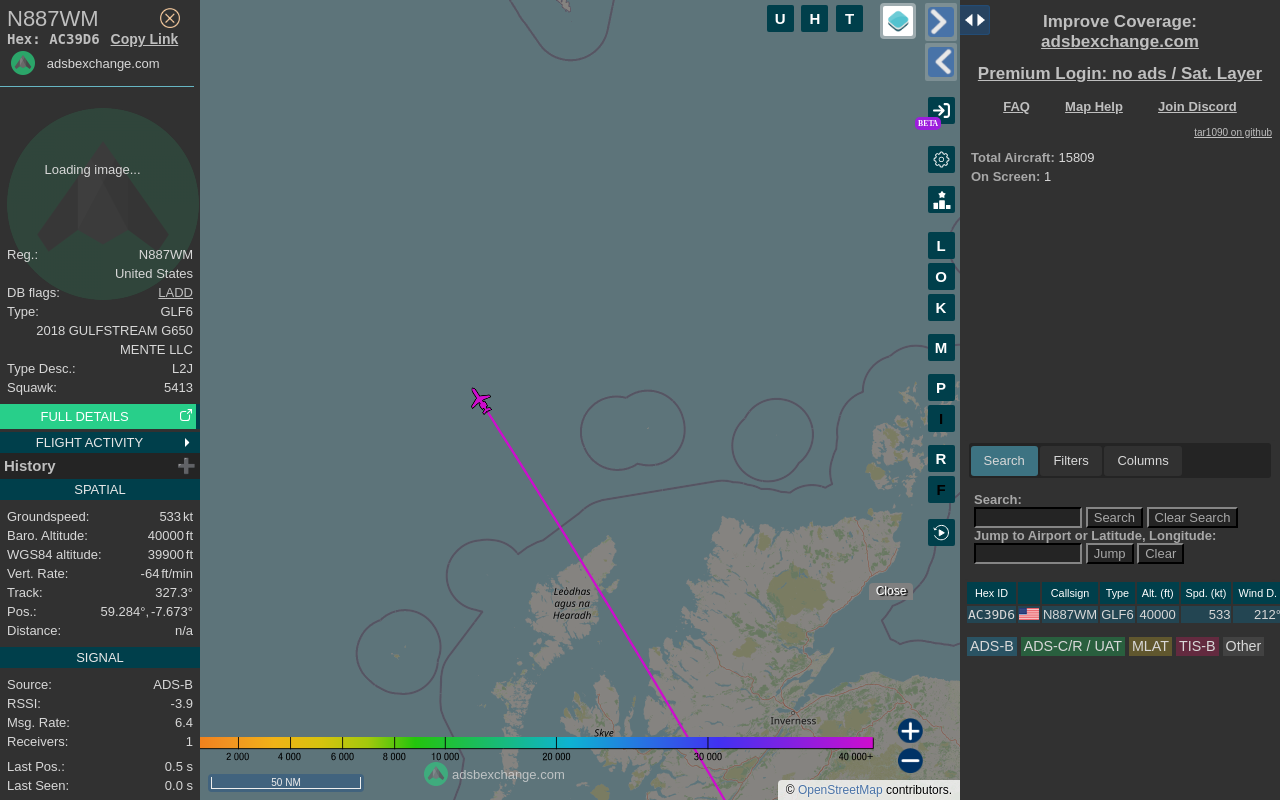 N887WM
Hex: AC39D6 Copy Link
adsbexchange.com
Loading image...
Reg.: N887WM
United States
DB flags: LADD
Type: GLF6
2018 GULFSTREAM G650
MENTE LLC
Type Desc.: L2J
Squawk: 5413
FULL DETAILS
FLIGHT ACTIVITY
History
SPATIAL
Groundspeed: 533 kt
Baro. Altitude: 40000 ft
WGS84 altitude: 39900 ft
Vert. Rate: -64 ft/min
Track: 327.3°
Pos.: 59.284°, -7.673°
Distance: n/a
SIGNAL
Source: ADS-B
RSSI: -3.9
Msg. Rate: 6.4
Receivers: 1
Last Pos.: 0.5 s
Last Seen: 0.0 s
U H T
BETA
L
O
K
M
P
I
R
F
Leòdhas
agus na
Hearadh
Close
Inverness
Skye
2 000 4 000 6 000 8 000 10 000 20 000 30 000 40 000+
50 NM
adsbexchange.com
© OpenStreetMap contributors.
Improve Coverage:
adsbexchange.com
Premium Login: no ads / Sat. Layer
FAQ Map Help Join Discord
tar1090 on github
Total Aircraft: 15809
On Screen: 1
Search Filters Columns
Search:
Search Clear Search
Jump to Airport or Latitude, Longitude:
Jump Clear
Hex ID Callsign Type Alt. (ft) Spd. (kt) Wind D.
AC39D6 N887WM GLF6 40000 533 212°
ADS-B ADS-C/R / UAT MLAT TIS-B Other